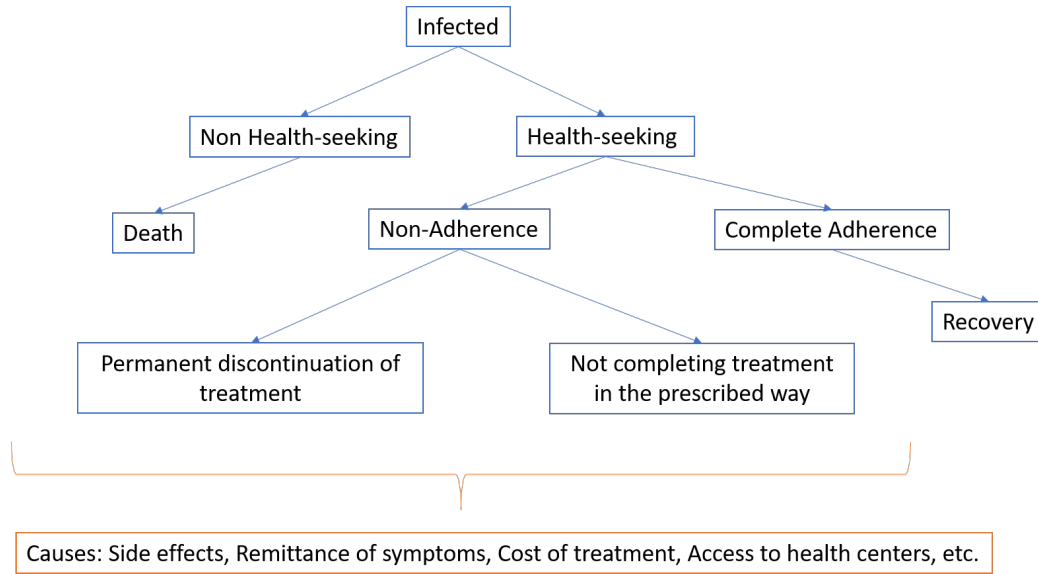 Infected
Non Health-seeking
Health-seeking
Death
Non-Adherence
Complete Adherence
Recovery
Permanent discontinuation of
treatment
Not completing treatment
in the prescribed way
Causes: Side effects, Remittance of symptoms, Cost of treatment, Access to health centers, etc.